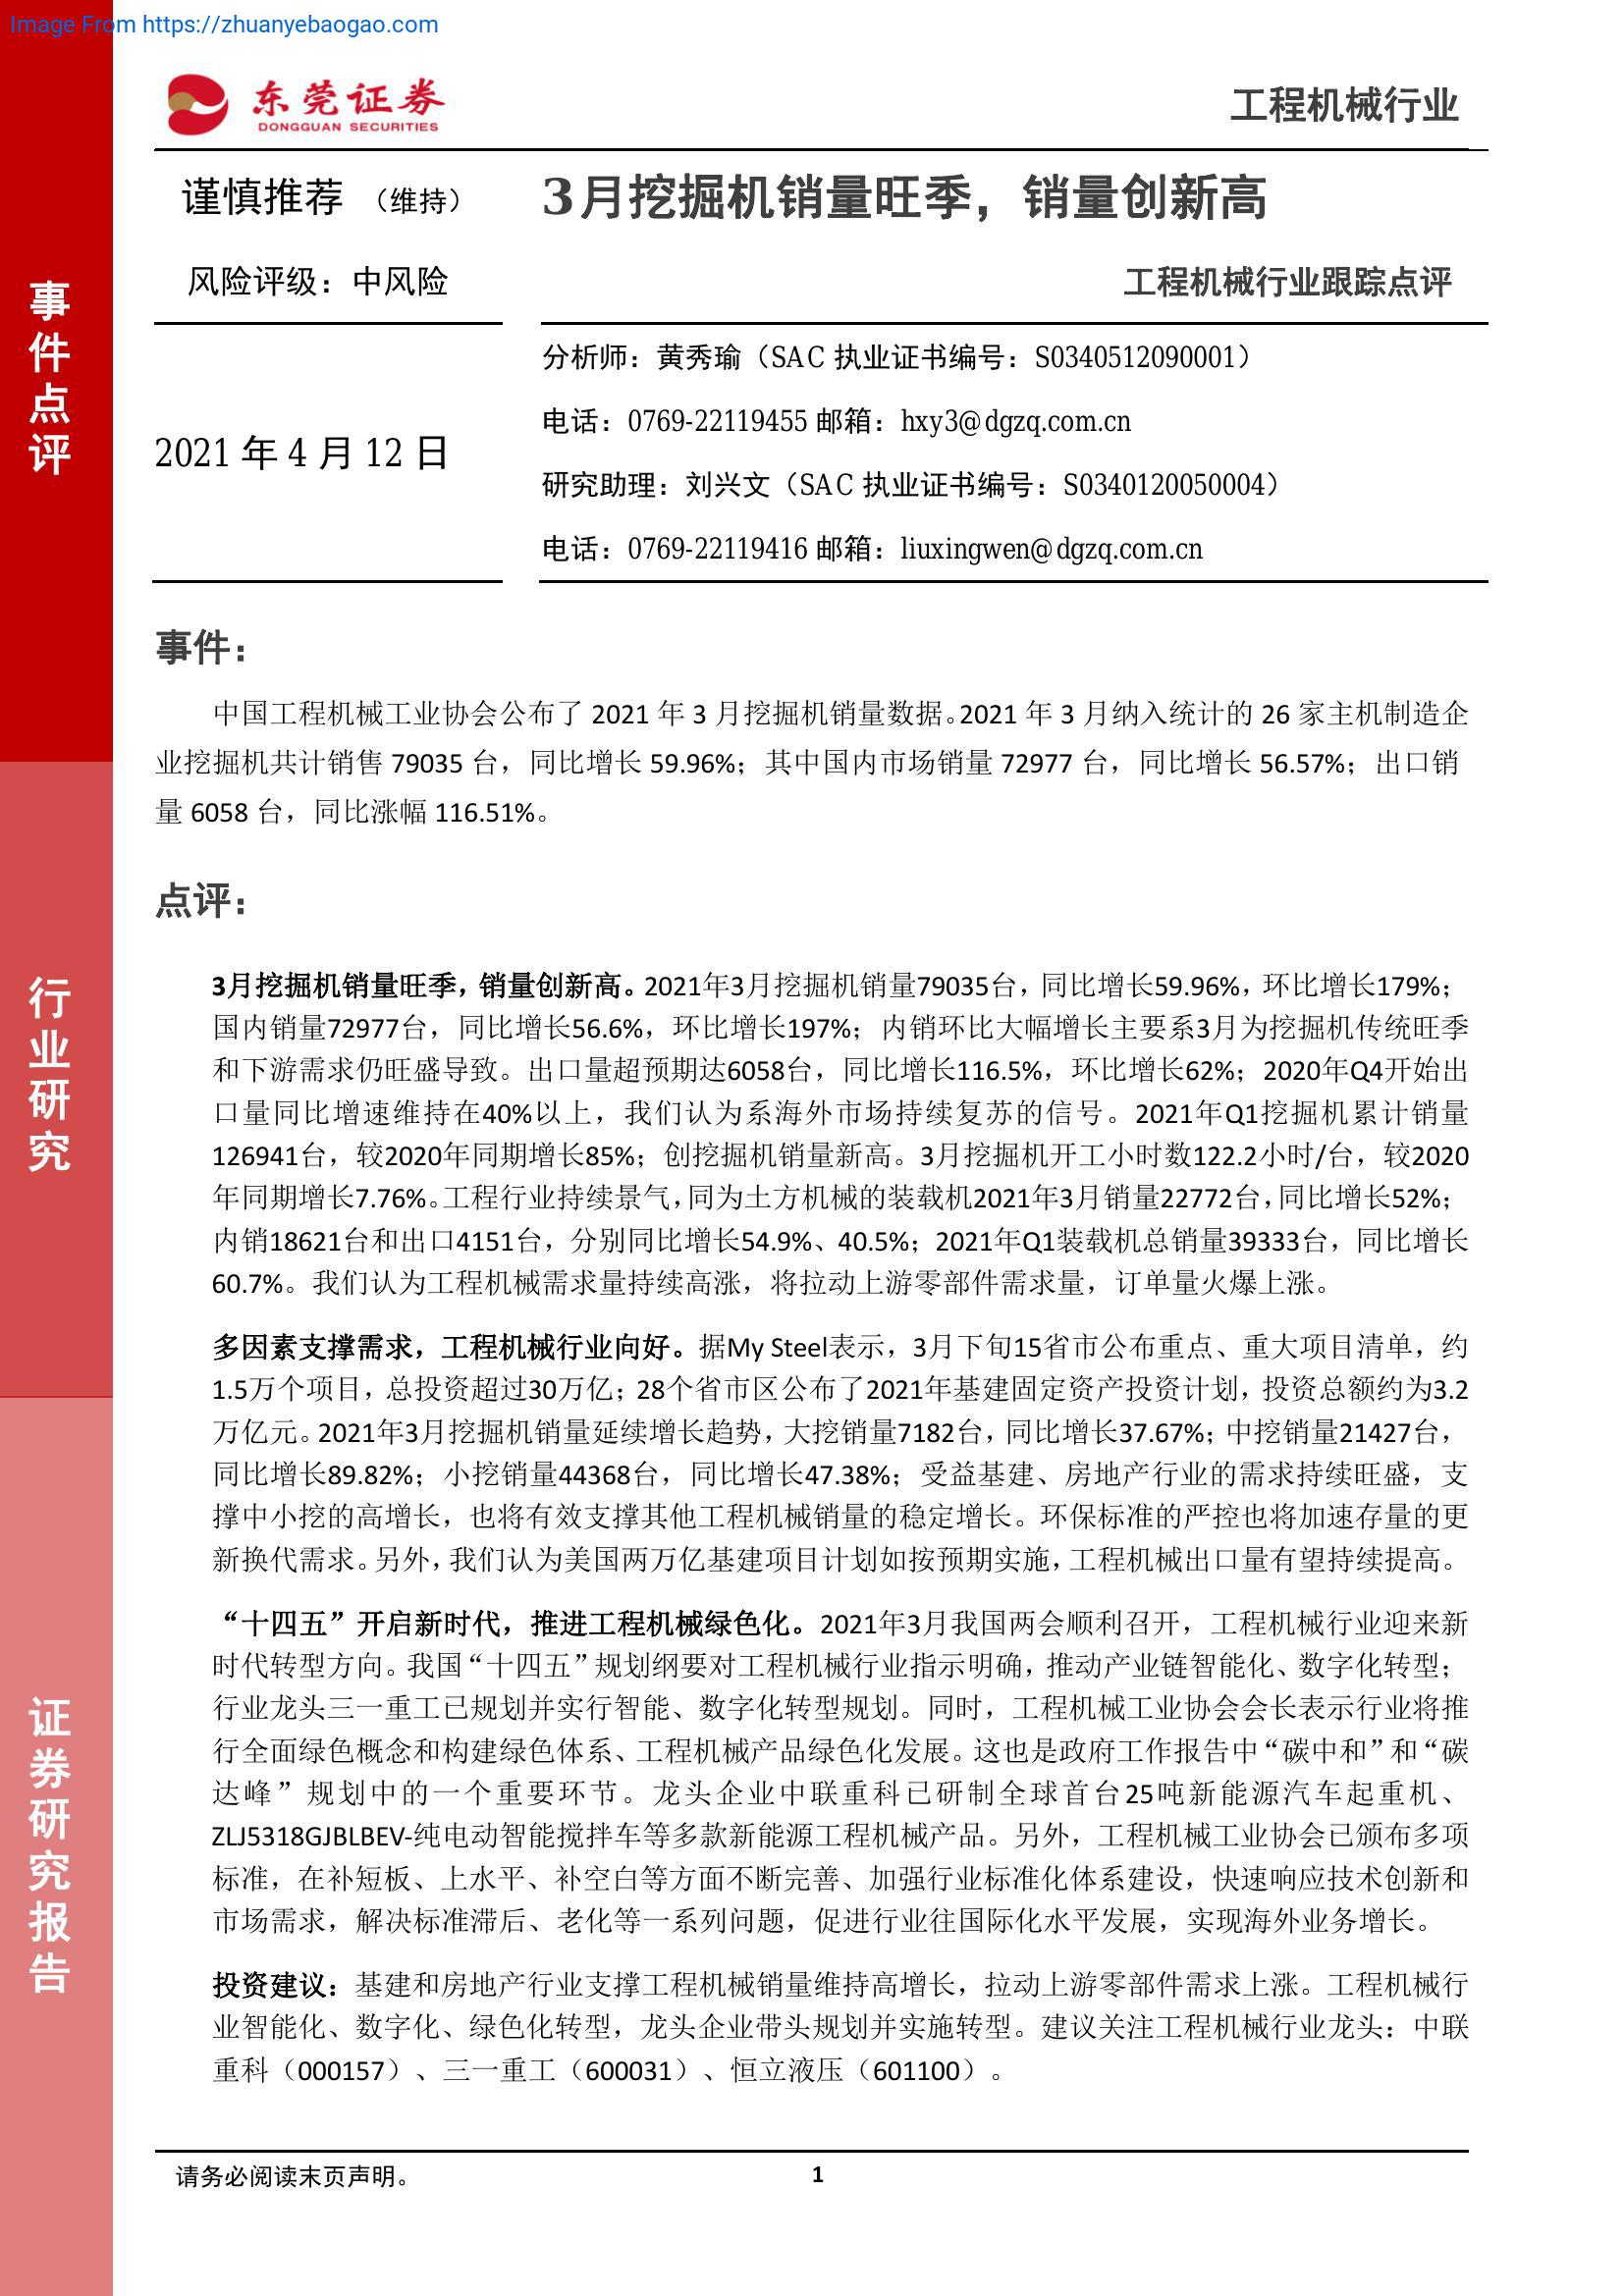 Image From https://zhuanyebaogao.com
东莞证券
DONGGUAN SECURITIES
工程机械行业
谨慎推荐 （维持）
3月挖掘机销量旺季，销量创新高
风险评级：中风险
工程机械行业跟踪点评
2021 年 4 月 12 日
分析师：黄秀瑜（SAC 执业证书编号：S0340512090001）
电话：0769-22119455 邮箱：hxy3@dgzq.com.cn
研究助理：刘兴文（SAC 执业证书编号：S0340120050004）
电话：0769-22119416 邮箱：liuxingwen@dgzq.com.cn
事件点评
行业研究
证券研究报告
事件：
中国工程机械工业协会公布了 2021 年 3 月挖掘机销量数据。2021 年 3 月纳入统计的 26 家主机制造企
业挖掘机共计销售 79035 台，同比增长 59.96%；其中国内市场销量 72977 台，同比增长 56.57%；出口销
量 6058 台，同比涨幅 116.51%。
点评：
3月挖掘机销量旺季，销量创新高。2021年3月挖掘机销量79035台，同比增长59.96%，环比增长179%；
国内销量72977台，同比增长56.6%，环比增长197%；内销环比大幅增长主要系3月为挖掘机传统旺季
和下游需求仍旺盛导致。出口量超预期达6058台，同比增长116.5%，环比增长62%；2020年Q4开始出
口量同比增速维持在40%以上，我们认为系海外市场持续复苏的信号。2021年Q1挖掘机累计销量
126941台，较2020年同期增长85%；创挖掘机销量新高。3月挖掘机开工小时数122.2小时/台，较2020
年同期增长7.76%。工程行业持续景气，同为土方机械的装载机2021年3月销量22772台，同比增长52%；
内销18621台和出口4151台，分别同比增长54.9%、40.5%；2021年Q1装载机总销量39333台，同比增长
60.7%。我们认为工程机械需求量持续高涨，将拉动上游零部件需求量，订单量火爆上涨。
多因素支撑需求，工程机械行业向好。据My Steel表示，3月下旬15省市公布重点、重大项目清单，约
1.5万个项目，总投资超过30万亿；28个省市区公布了2021年基建固定资产投资计划，投资总额约为3.2
万亿元。2021年3月挖掘机销量延续增长趋势，大挖销量7182台，同比增长37.67%；中挖销量21427台，
同比增长89.82%；小挖销量44368台，同比增长47.38%；受益基建、房地产行业的需求持续旺盛，支
撑中小挖的高增长，也将有效支撑其他工程机械销量的稳定增长。环保标准的严控也将加速存量的更
新换代需求。另外，我们认为美国两万亿基建项目计划如按预期实施，工程机械出口量有望持续提高。
“十四五”开启新时代，推进工程机械绿色化。2021年3月我国两会顺利召开，工程机械行业迎来新
时代转型方向。我国“十四五”规划纲要对工程机械行业指示明确，推动产业链智能化、数字化转型；
行业龙头三一重工已规划并实行智能、数字化转型规划。同时，工程机械工业协会会长表示行业将推
行全面绿色概念和构建绿色体系、工程机械产品绿色化发展。这也是政府工作报告中“碳中和”和“碳
达峰”规划中的一个重要环节。龙头企业中联重科已研制全球首台25吨新能源汽车起重机、
ZLJ5318GJBLBEV-纯电动智能搅拌车等多款新能源工程机械产品。另外，工程机械工业协会已颁布多项
标准，在补短板、上水平、补空白等方面不断完善、加强行业标准化体系建设，快速响应技术创新和
市场需求，解决标准滞后、老化等一系列问题，促进行业往国际化水平发展，实现海外业务增长。
投资建议：基建和房地产行业支撑工程机械销量维持高增长，拉动上游零部件需求上涨。工程机械行
业智能化、数字化、绿色化转型，龙头企业带头规划并实施转型。建议关注工程机械行业龙头：中联
重科（000157）、三一重工（600031）、恒立液压（601100）。
请务必阅读末页声明。
1